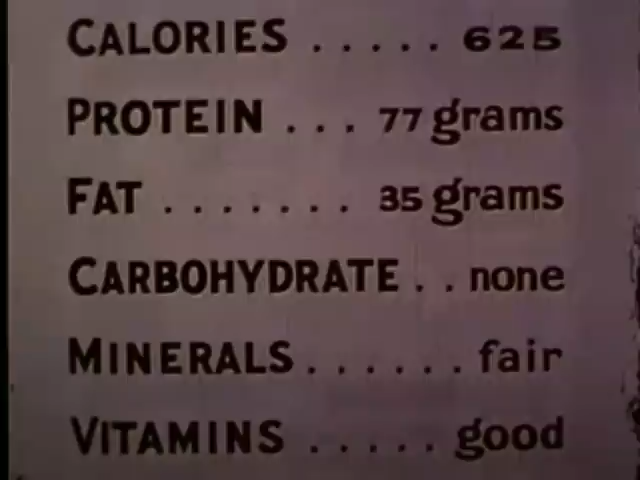 CALORIES ..... 625
PROTEIN ... 77 grams
FAT ....... 35 grams
CARBOHYDRATE .. none
MINERALS ...... fair
VITAMINS ..... good